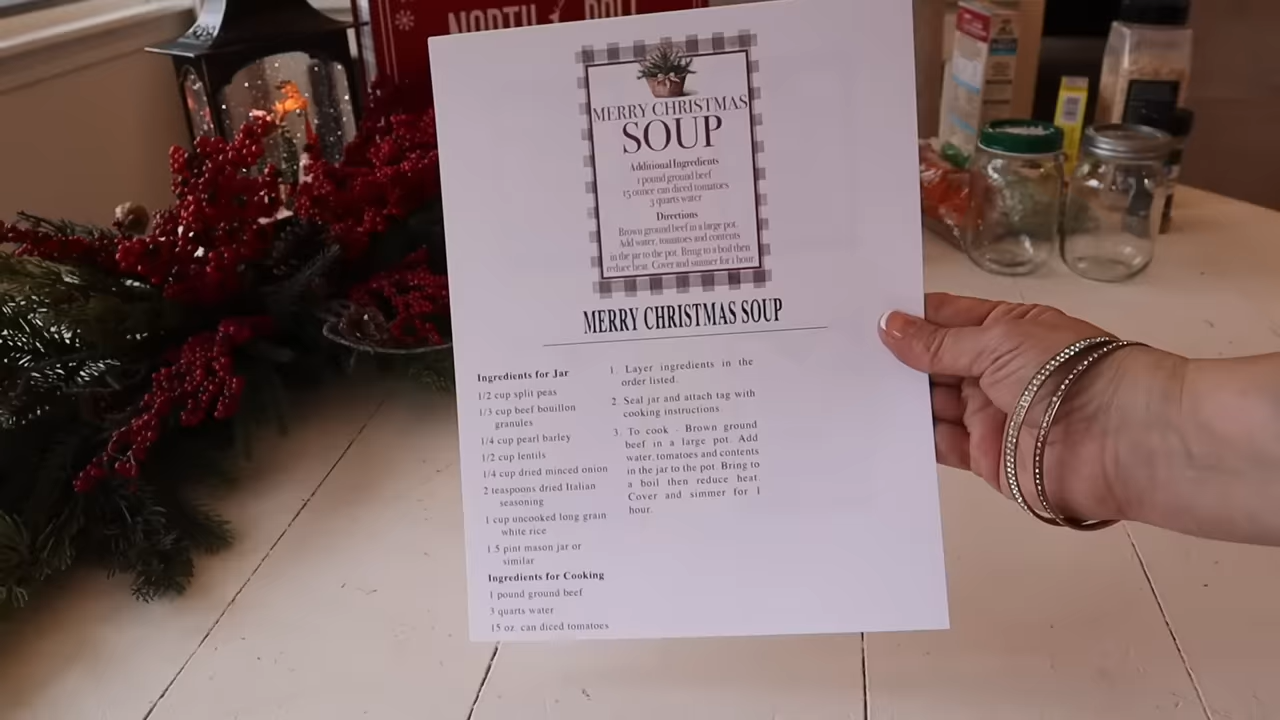 NORTH POLL
MERRY CHRISTMAS
SOUP
Additional Ingredients
1 pound ground beef
15 ounce can diced tomatoes
3 quarts water
Directions
Brown ground beef in a large pot.
Add water, tomatoes and contents
in the jar to the pot. Bring to a boil then
reduce heat. Cover and simmer for 1 hour.
MERRY CHRISTMAS SOUP
Ingredients for Jar
1/2 cup split peas
1/3 cup beef bouillon
granules
1/4 cup pearl barley
1/2 cup lentils
1/4 cup dried minced onion
2 teaspoons dried Italian
seasoning
1 cup uncooked long grain
white rice
1.5 pint mason jar or
similar
Ingredients for Cooking
1 pound ground beef
3 quarts water
15 oz. can diced tomatoes
1. Layer ingredients in the
order listed.
2. Seal jar and attach tag with
cooking instructions
3. To cook - Brown ground
beef in a large pot. Add
water, tomatoes and contents
in the jar to the pot. Bring to
a boil then reduce heat.
Cover and simmer for 1
hour.